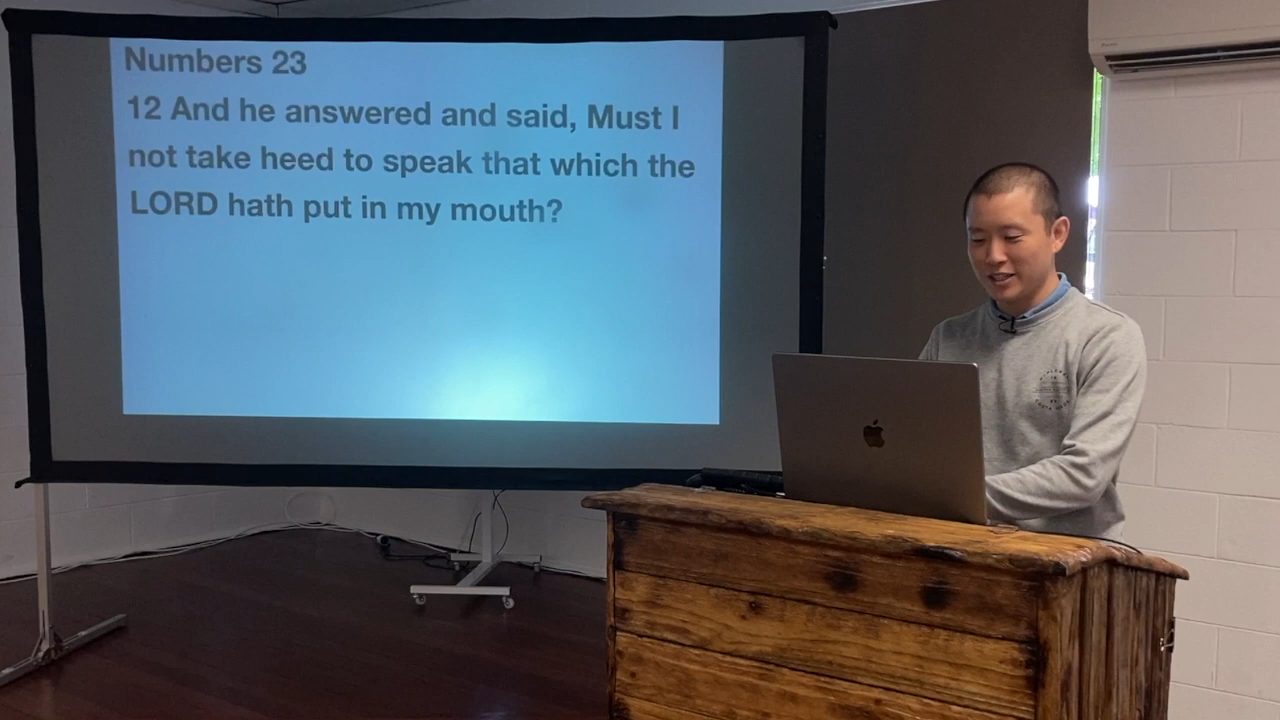 Numbers 23
12 And he answered and said, Must I
not take heed to speak that which the
LORD hath put in my mouth?